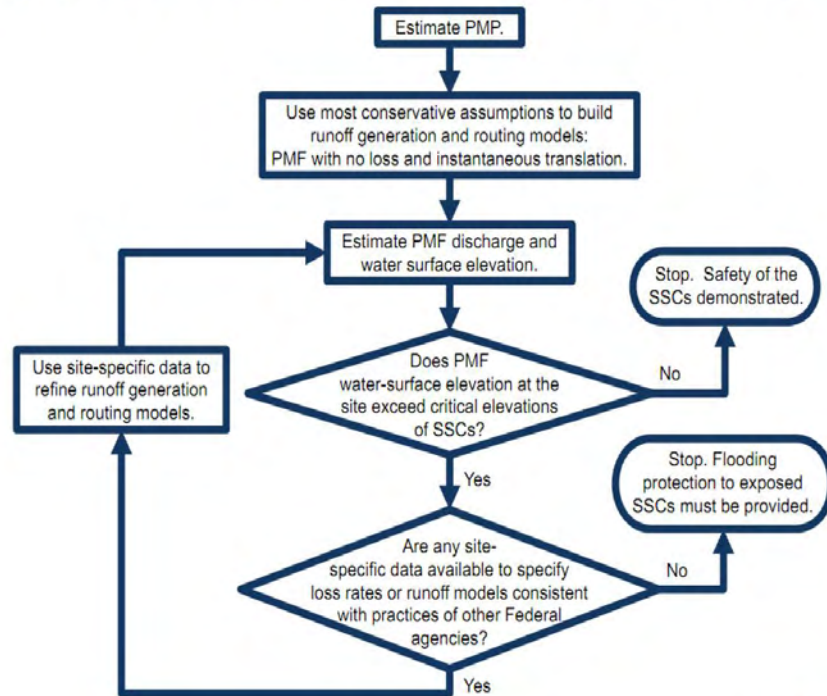 Estimate PMP.
Use most conservative assumptions to build
runoff generation and routing models:
PMF with no loss and instantaneous translation.
Estimate PMF discharge and
water surface elevation.
Stop. Safety of the
SSCs demonstrated.
Use site-specific data to
refine runoff generation
and routing models.
Does PMF
water-surface elevation at the
site exceed critical elevations
of SSCs?
No
Yes
Stop. Flooding
protection to exposed
SSCs must be provided.
Are any site-
specific data available to specify
loss rates or runoff models consistent
with practices of other Federal
agencies?
No
Yes